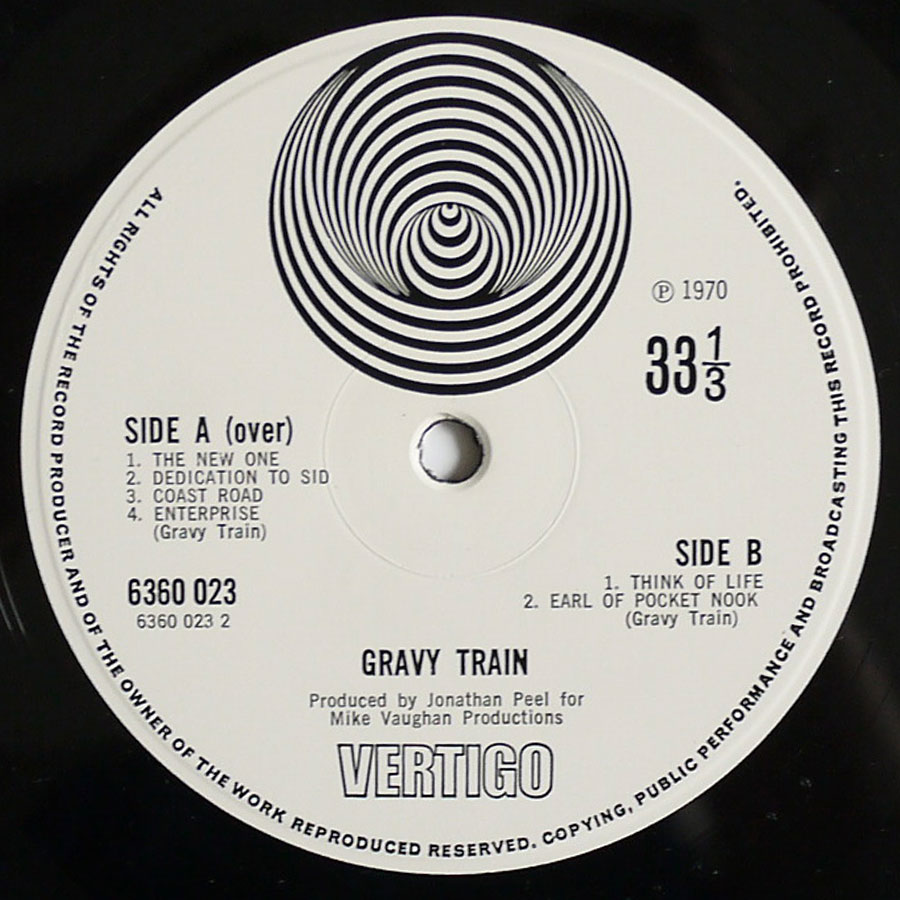 ALL RIGHTS OF THE RECORD PRODUCER AND OF THE OWNER OF THE WORK REPRODUCED RESERVED. COPYING, PUBLIC PERFORMANCE AND BROADCASTING THIS RECORD PROHIBITED.
℗ 1970
33 1/3
SIDE A (over)
1. THE NEW ONE
2. DEDICATION TO SID
3. COAST ROAD
4. ENTERPRISE
(Gravy Train)
6360 023
6360 023 2
SIDE B
1. THINK OF LIFE
2. EARL OF POCKET NOOK
(Gravy Train)
GRAVY TRAIN
Produced by Jonathan Peel for
Mike Vaughan Productions
VERTIGO